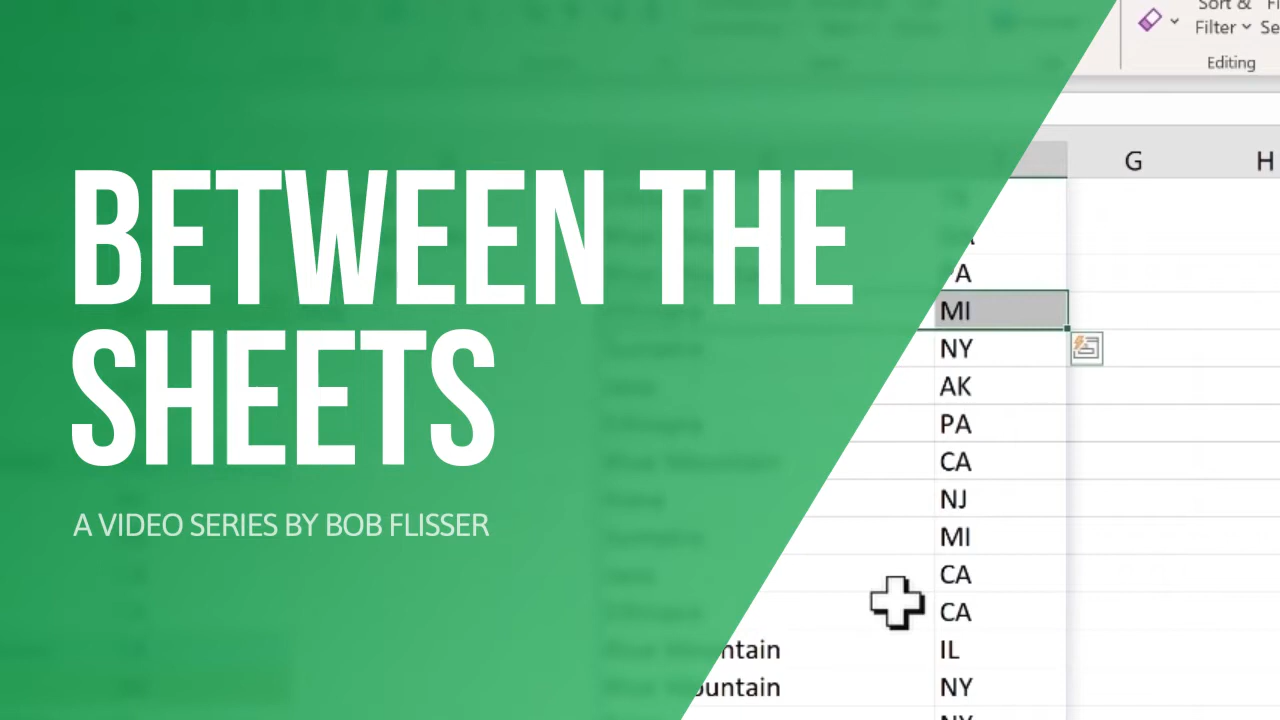 Sort &
Filter
Editing
G H
BETWEEN THE
SHEETS
A VIDEO SERIES BY BOB FLISSER
PA
MI
NY
AK
PA
CA
NJ
MI
CA
CA
IL
NY